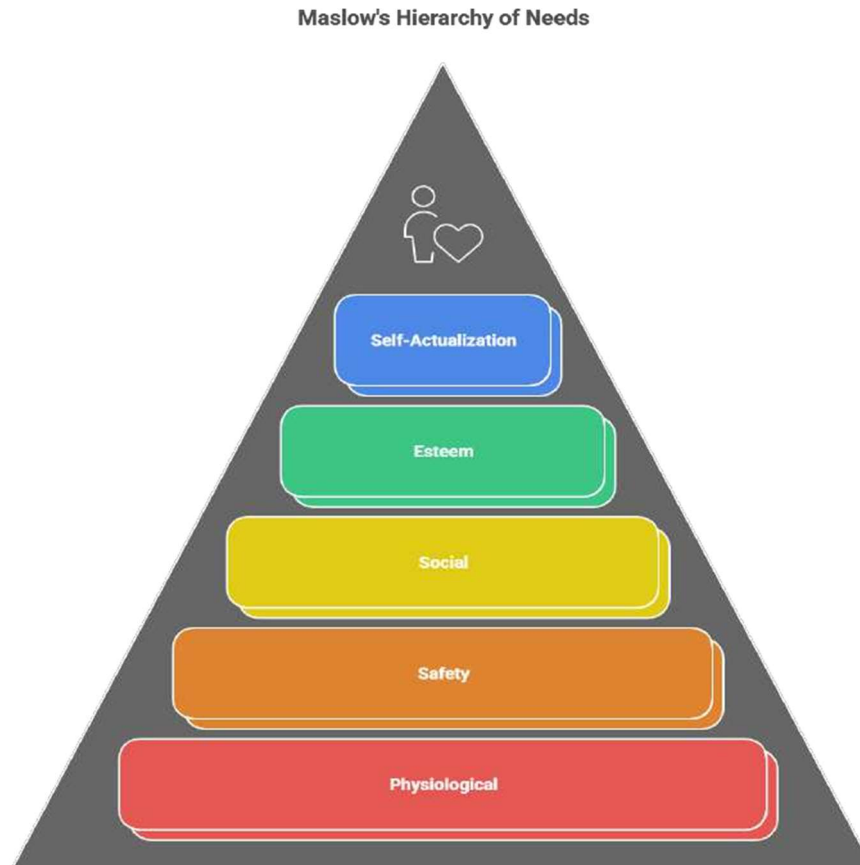 Maslow's Hierarchy of Needs
Self-Actualization
Esteem
Social
Safety
Physiological